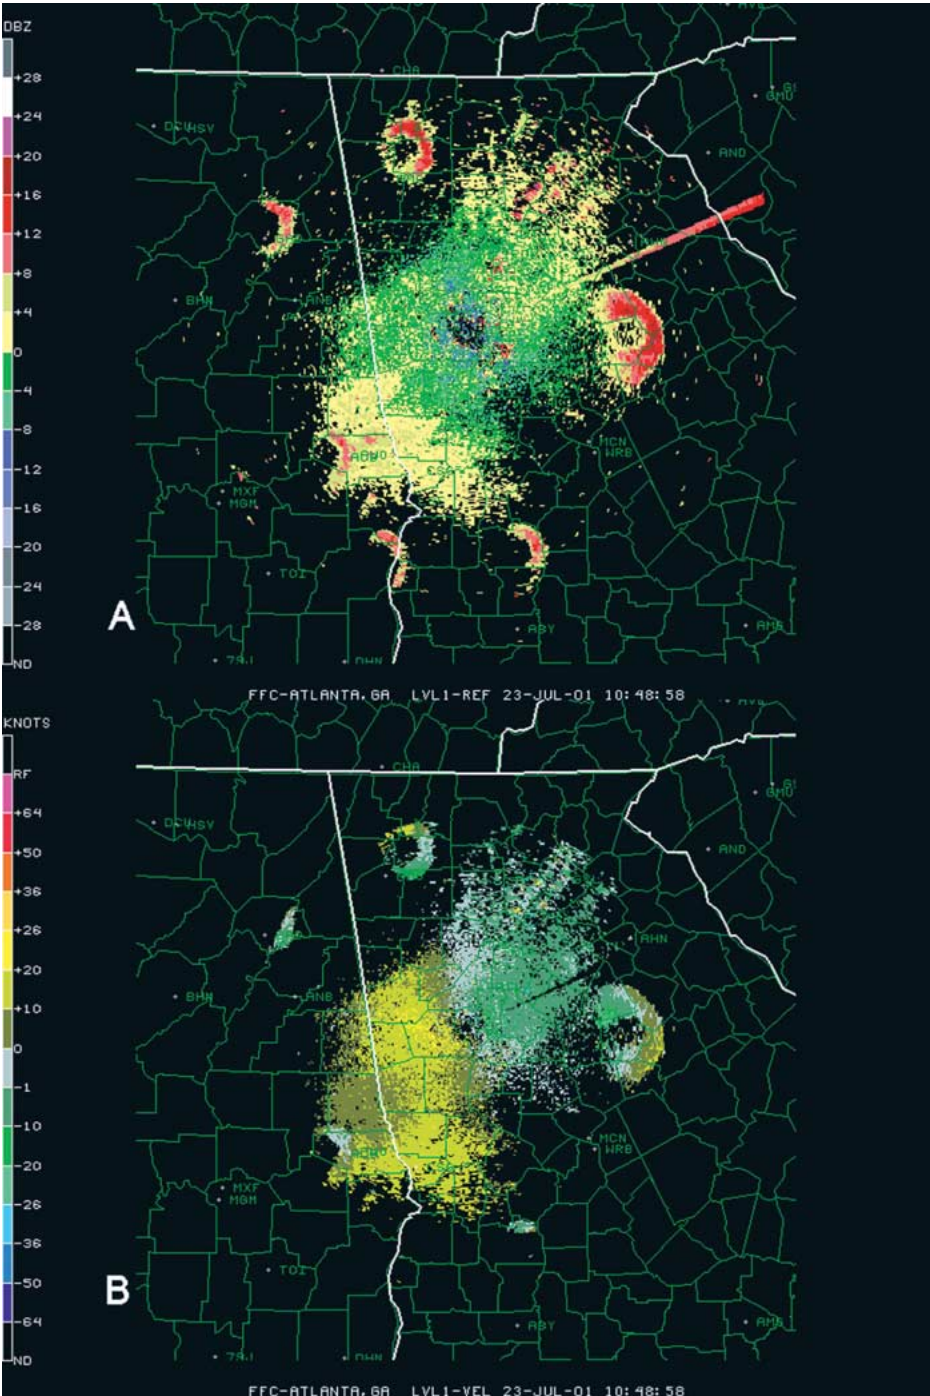 DBZ
+28
+24
+20
+16
+12
+8
+4
0
-4
-8
-12
-16
-20
-24
-28
ND
CHA
GMU
HSY
AND
BHM
ANB
MCN
WRB
MXF
MGM
TOI
ABY
AMG
A
FFC-ATLANTA,GA LVL1-REF 23-JUL-01 10:48:58
KNOTS
RF
+64
+50
+36
+26
+20
+10
0
-1
-10
-20
-26
-36
-50
-64
ND
CHA
GMU
HSY
AND
AHN
BHM
ANB
MCN
WRB
MXF
MGM
TOI
ABY
AMG
B
FFC-ATLANTA,GA LVL1-VEL 23-JUL-01 10:48:58